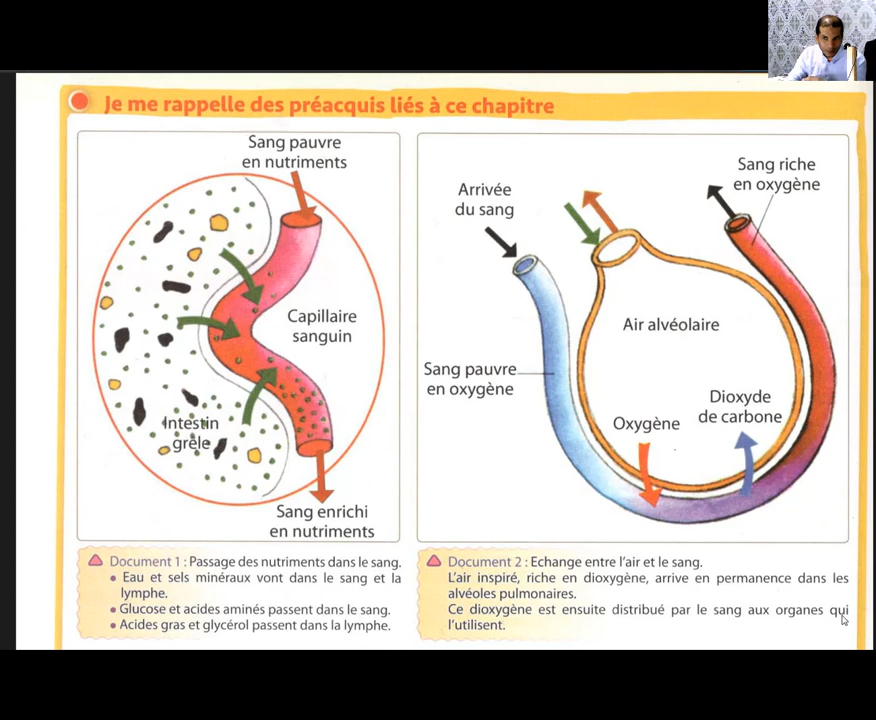 Je me rappelle des préacquis liés à ce chapitre
Sang pauvre
en nutriments
Capillaire
sanguin
Intestin
grêle
Sang enrichi
en nutriments
Document 1 : Passage des nutriments dans le sang.
• Eau et sels minéraux vont dans le sang et la
lymphe.
• Glucose et acides aminés passent dans le sang.
• Acides gras et glycérol passent dans la lymphe.
Arrivée
du sang
Sang riche
en oxygène
Air alvéolaire
Sang pauvre
en oxygène
Oxygène
Dioxyde
de carbone
Document 2 : Echange entre l'air et le sang.
L'air inspiré, riche en dioxygène, arrive en permanence dans les
alvéoles pulmonaires.
Ce dioxygène est ensuite distribué par le sang aux organes qui
l'utilisent.